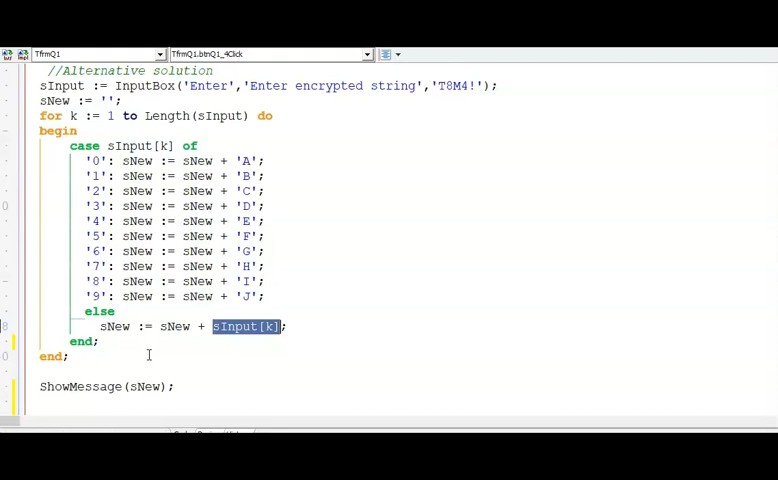 TfrmQ1 TfrmQ1.btnQ1_4Click
//Alternative solution
sInput := InputBox('Enter','Enter encrypted string','T8M4!');
sNew := '';
for k := 1 to Length(sInput) do
begin
case sInput[k] of
'0': sNew := sNew + 'A';
'1': sNew := sNew + 'B';
'2': sNew := sNew + 'C';
'3': sNew := sNew + 'D';
'4': sNew := sNew + 'E';
'5': sNew := sNew + 'F';
'6': sNew := sNew + 'G';
'7': sNew := sNew + 'H';
'8': sNew := sNew + 'I';
'9': sNew := sNew + 'J';
else
sNew := sNew + sInput[k];
end;
end;
ShowMessage(sNew);